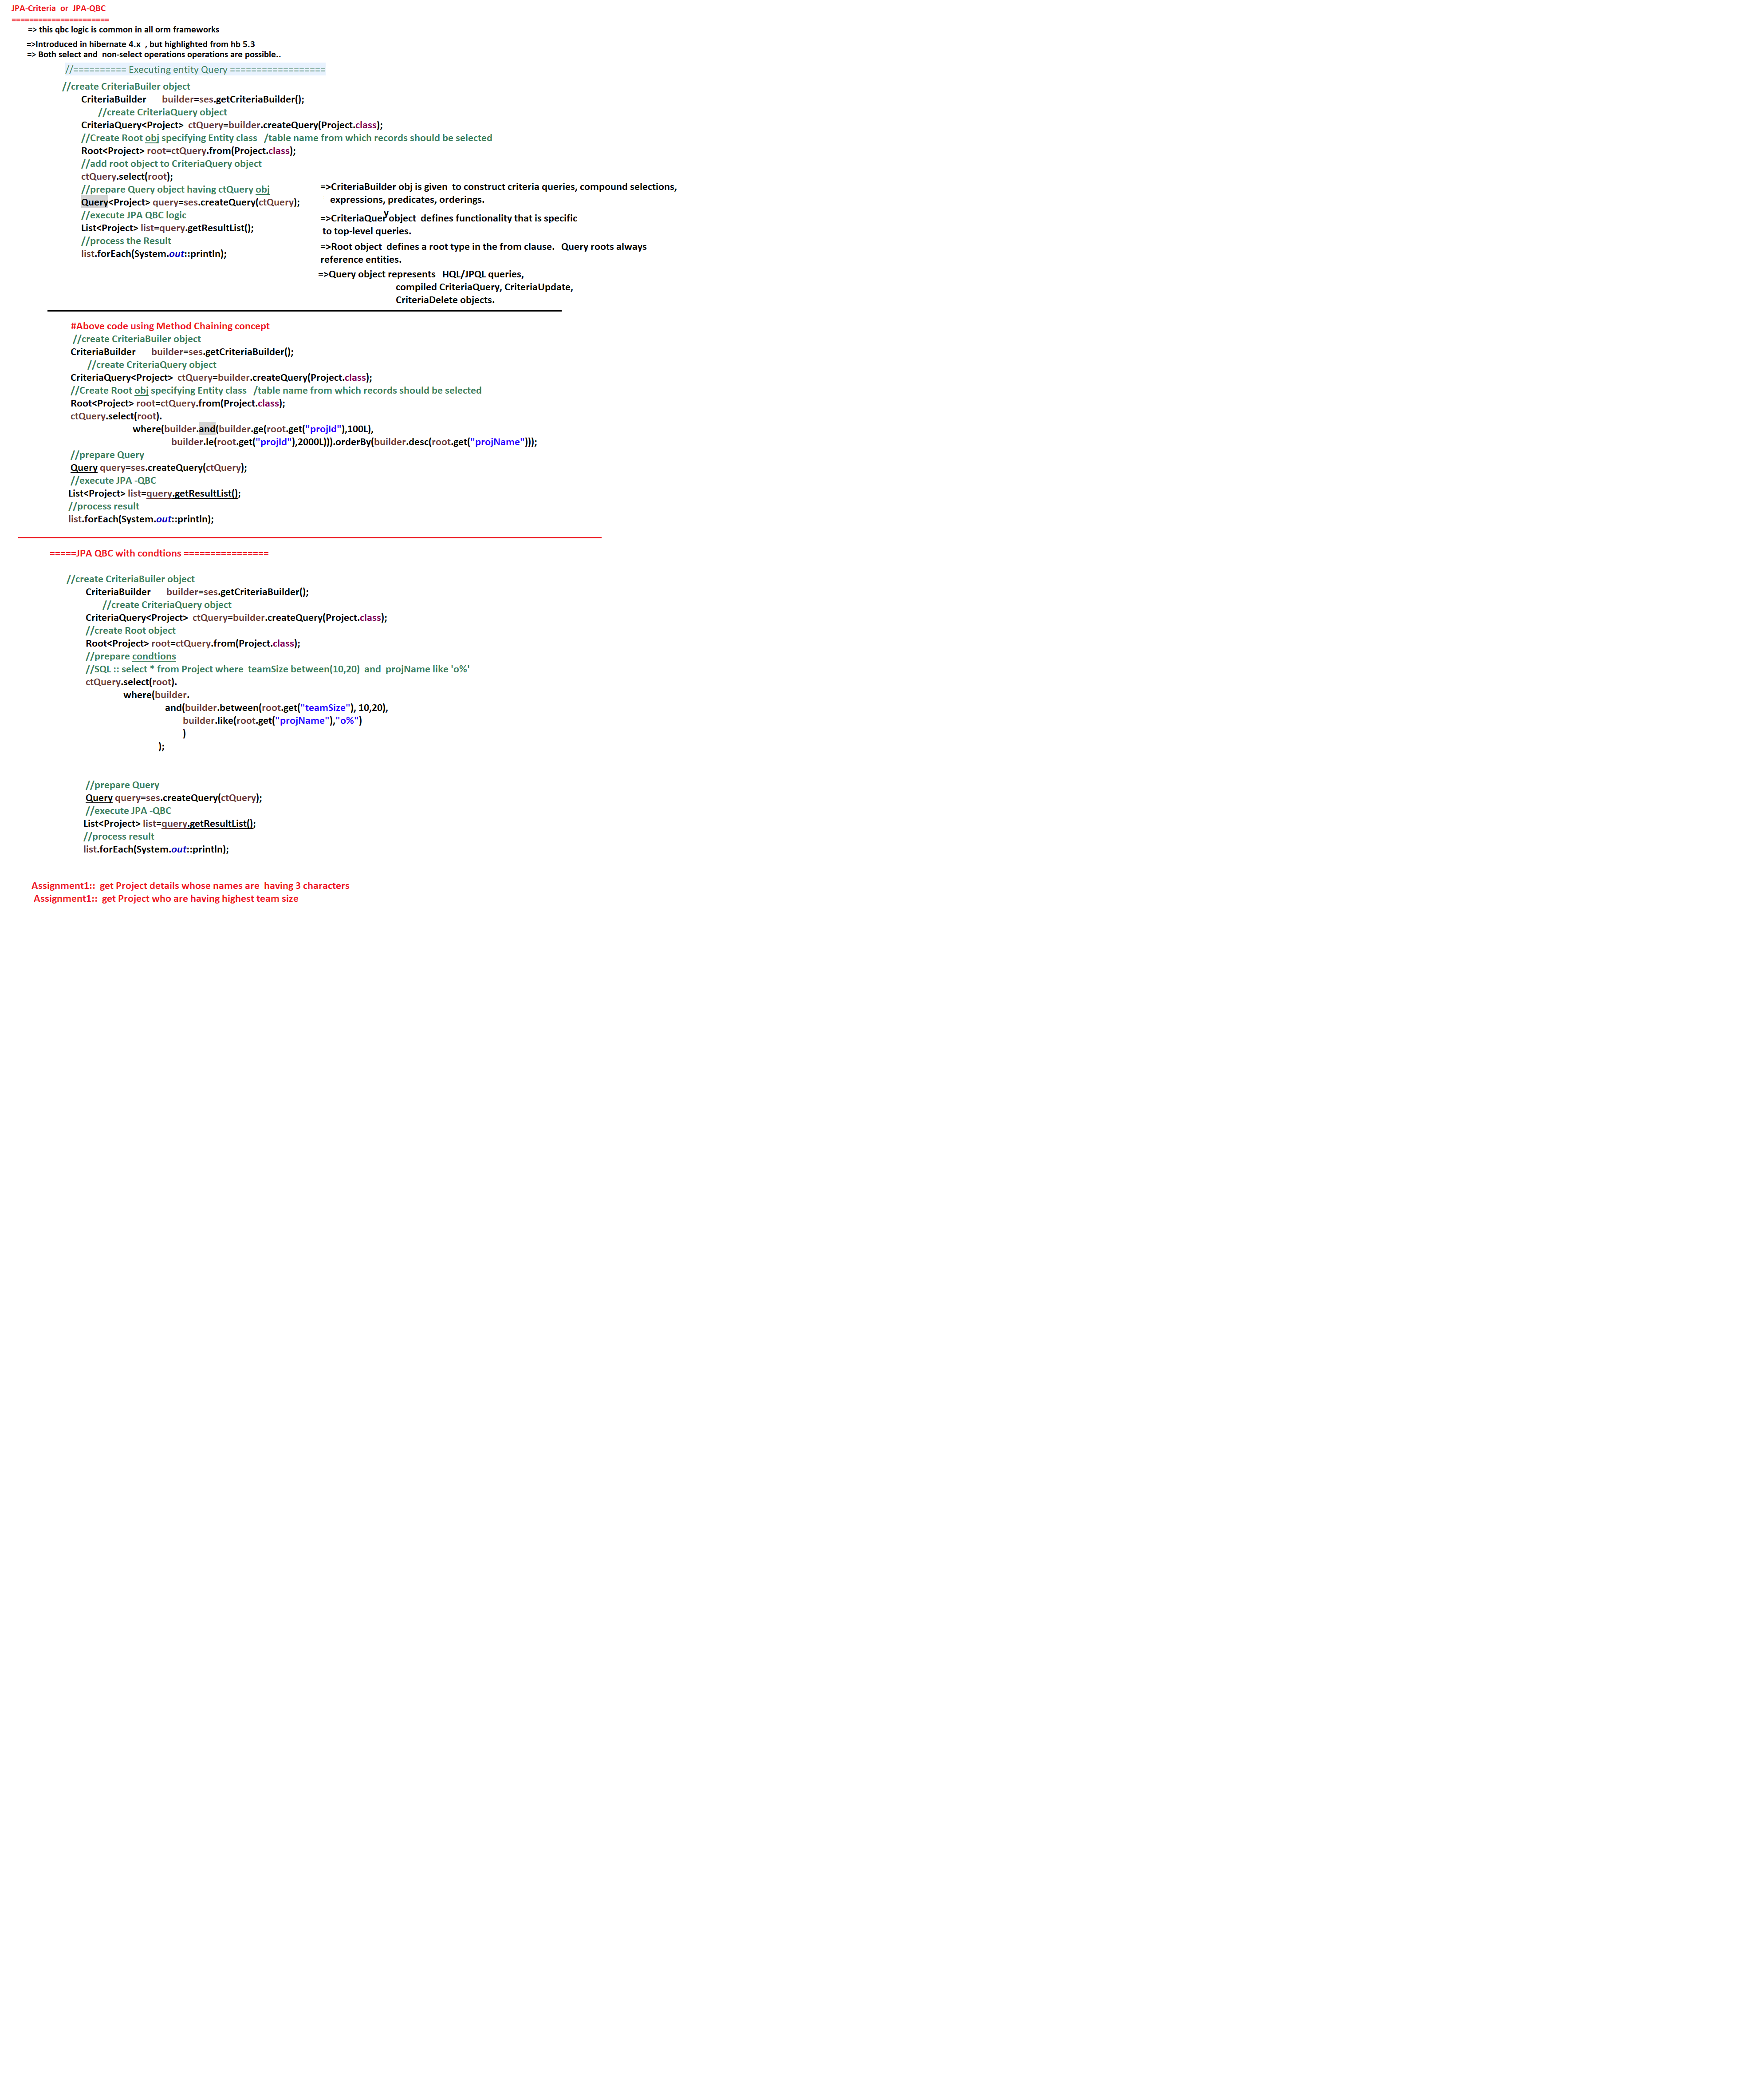 JPA-Criteria or JPA-QBC
======================
=> this qbc logic is common in all orm frameworks
=>Introduced in hibernate 4.x , but highlighted from hb 5.3
=> Both select and non-select operations operations are possible..
//========== Executing entity Query ==================
//create CriteriaBuiler object
CriteriaBuilder builder=ses.getCriteriaBuilder();
//create CriteriaQuery object
CriteriaQuery<Project> ctQuery=builder.createQuery(Project.class);
//Create Root obj specifying Entity class /table name from which records should be selected
Root<Project> root=ctQuery.from(Project.class);
//add root object to CriteriaQuery object
ctQuery.select(root);
//prepare Query object having ctQuery obj
Query<Project> query=ses.createQuery(ctQuery);
//execute JPA QBC logic
List<Project> list=query.getResultList();
//process the Result
list.forEach(System.out::println);
=>CriteriaBuilder obj is given to construct criteria queries, compound selections,
expressions, predicates, orderings.
=>CriteriaQuery object defines functionality that is specific
to top-level queries.
=>Root object defines a root type in the from clause. Query roots always
reference entities.
=>Query object represents HQL/JPQL queries,
compiled CriteriaQuery, CriteriaUpdate,
CriteriaDelete objects.
#Above code using Method Chaining concept
//create CriteriaBuiler object
CriteriaBuilder builder=ses.getCriteriaBuilder();
//create CriteriaQuery object
CriteriaQuery<Project> ctQuery=builder.createQuery(Project.class);
//Create Root obj specifying Entity class /table name from which records should be selected
Root<Project> root=ctQuery.from(Project.class);
ctQuery.select(root).
where(builder.and(builder.ge(root.get("projId"),100L),
builder.le(root.get("projId"),2000L))).orderBy(builder.desc(root.get("projName")));
//prepare Query
Query query=ses.createQuery(ctQuery);
//execute JPA -QBC
List<Project> list=query.getResultList();
//process result
list.forEach(System.out::println);
=====JPA QBC with condtions ================
//create CriteriaBuiler object
CriteriaBuilder builder=ses.getCriteriaBuilder();
//create CriteriaQuery object
CriteriaQuery<Project> ctQuery=builder.createQuery(Project.class);
//create Root object
Root<Project> root=ctQuery.from(Project.class);
//prepare condtions
//SQL :: select * from Project where teamSize between(10,20) and projName like 'o%'
ctQuery.select(root).
where(builder.
and(builder.between(root.get("teamSize"), 10,20),
builder.like(root.get("projName"),"o%")
)
);
//prepare Query
Query query=ses.createQuery(ctQuery);
//execute JPA -QBC
List<Project> list=query.getResultList();
//process result
list.forEach(System.out::println);
Assignment1:: get Project details whose names are having 3 characters
Assignment1:: get Project who are having highest team size